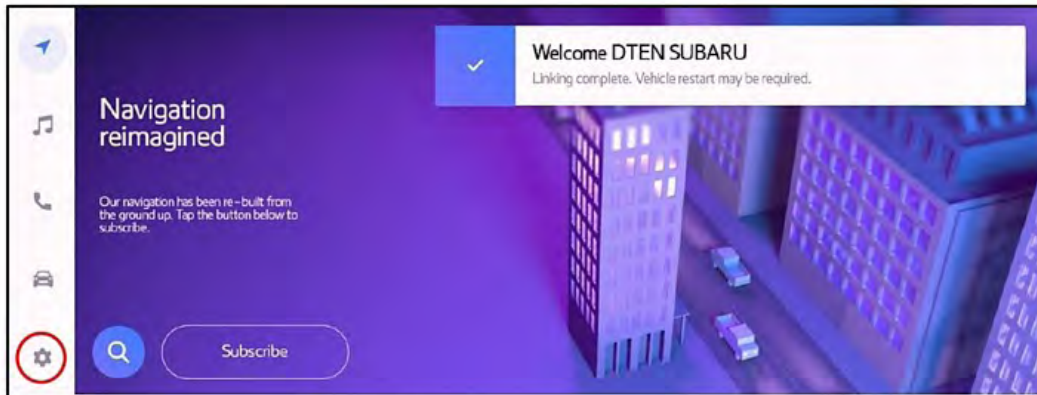 Welcome DTEN SUBARU
Linking complete. Vehicle restart may be required.
Navigation
reimagined
Our navigation has been re-built from
the ground up. Tap the button below to
subscribe.
Subscribe